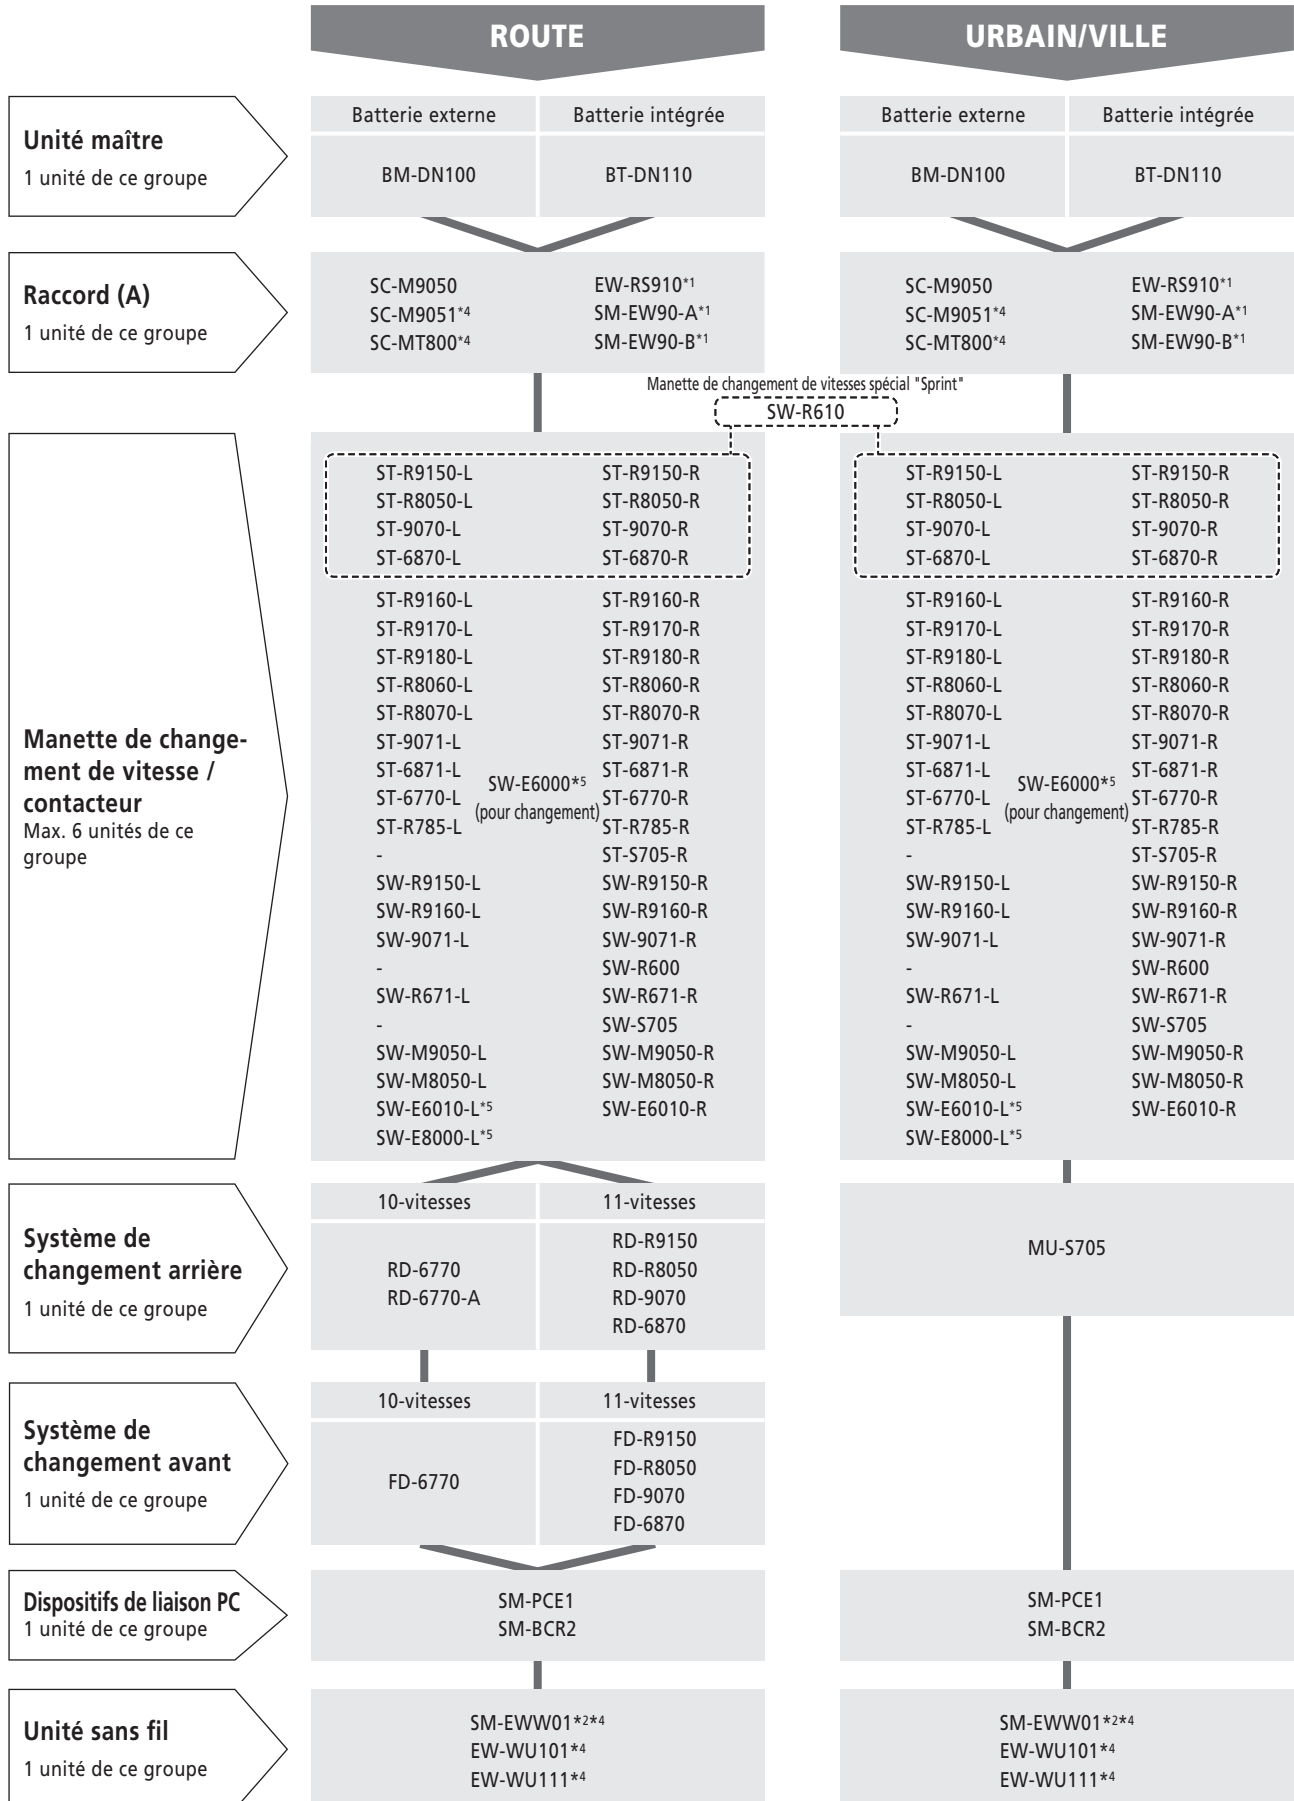 ROUTE
URBAIN/VILLE
Unité maître
1 unité de ce groupe
Batterie externe
Batterie intégrée
BM-DN100
BT-DN110
Batterie externe
Batterie intégrée
BM-DN100
BT-DN110
Raccord (A)
1 unité de ce groupe
SC-M9050
SC-M9051*4
SC-MT800*4
EW-RS910*1
SM-EW90-A*1
SM-EW90-B*1
SC-M9050
SC-M9051*4
SC-MT800*4
EW-RS910*1
SM-EW90-A*1
SM-EW90-B*1
Manette de changement de vitesses spécial "Sprint"
SW-R610
Manette de change-
ment de vitesse /
contacteur
Max. 6 unités de ce
groupe
ST-R9150-L
ST-R8050-L
ST-9070-L
ST-6870-L
ST-R9160-L
ST-R9170-L
ST-R9180-L
ST-R8060-L
ST-R8070-L
ST-9071-L
ST-6871-L
ST-6770-L
ST-R785-L
-
SW-R9150-L
SW-R9160-L
SW-9071-L
-
SW-R671-L
-
SW-M9050-L
SW-M8050-L
SW-E6010-L*5
SW-E8000-L*5
SW-E6000*5
(pour changement)
ST-R9150-R
ST-R8050-R
ST-9070-R
ST-6870-R
ST-R9160-R
ST-R9170-R
ST-R9180-R
ST-R8060-R
ST-R8070-R
ST-9071-R
ST-6871-R
ST-6770-R
ST-R785-R
ST-S705-R
SW-R9150-R
SW-R9160-R
SW-9071-R
SW-R600
SW-R671-R
SW-S705
SW-M9050-R
SW-M8050-R
SW-E6010-R
ST-R9150-L
ST-R8050-L
ST-9070-L
ST-6870-L
ST-R9160-L
ST-R9170-L
ST-R9180-L
ST-R8060-L
ST-R8070-L
ST-9071-L
ST-6871-L
ST-6770-L
ST-R785-L
-
SW-R9150-L
SW-R9160-L
SW-9071-L
-
SW-R671-L
-
SW-M9050-L
SW-M8050-L
SW-E6010-L*5
SW-E8000-L*5
SW-E6000*5
(pour changement)
ST-R9150-R
ST-R8050-R
ST-9070-R
ST-6870-R
ST-R9160-R
ST-R9170-R
ST-R9180-R
ST-R8060-R
ST-R8070-R
ST-9071-R
ST-6871-R
ST-6770-R
ST-R785-R
ST-S705-R
SW-R9150-R
SW-R9160-R
SW-9071-R
SW-R600
SW-R671-R
SW-S705
SW-M9050-R
SW-M8050-R
SW-E6010-R
Système de
changement arrière
1 unité de ce groupe
10-vitesses
11-vitesses
RD-6770
RD-6770-A
RD-R9150
RD-R8050
RD-9070
RD-6870
MU-S705
Système de
changement avant
1 unité de ce groupe
10-vitesses
11-vitesses
FD-6770
FD-R9150
FD-R8050
FD-9070
FD-6870
Dispositifs de liaison PC
1 unité de ce groupe
SM-PCE1
SM-BCR2
SM-PCE1
SM-BCR2
Unité sans fil
1 unité de ce groupe
SM-EWW01*2*4
EW-WU101*4
EW-WU111*4
SM-EWW01*2*4
EW-WU101*4
EW-WU111*4